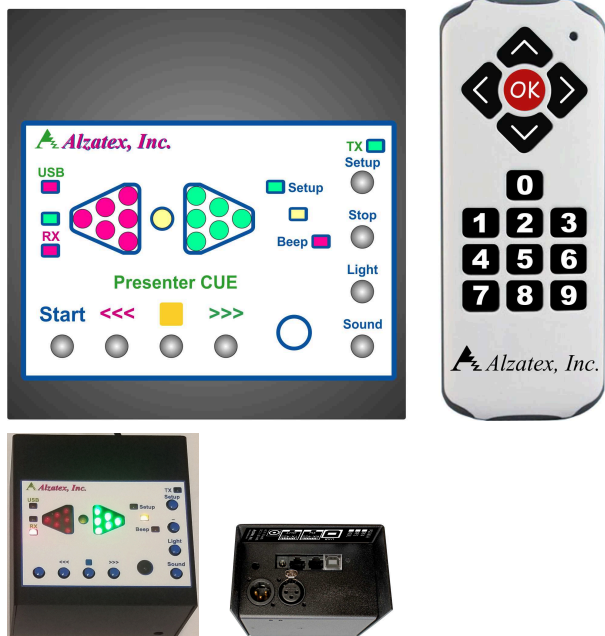 Alzatex, Inc.
TX
Setup
USB
Setup
RX
Stop
Beep
Presenter CUE
Light
Start <<< >>>
Sound
OK
0
1 2 3
4 5 6
7 8 9
Alzatex, Inc.
Alzatex, Inc.
TX
Setup
USB
Setup
RX
Beep
Light
<<< >>>
Sound